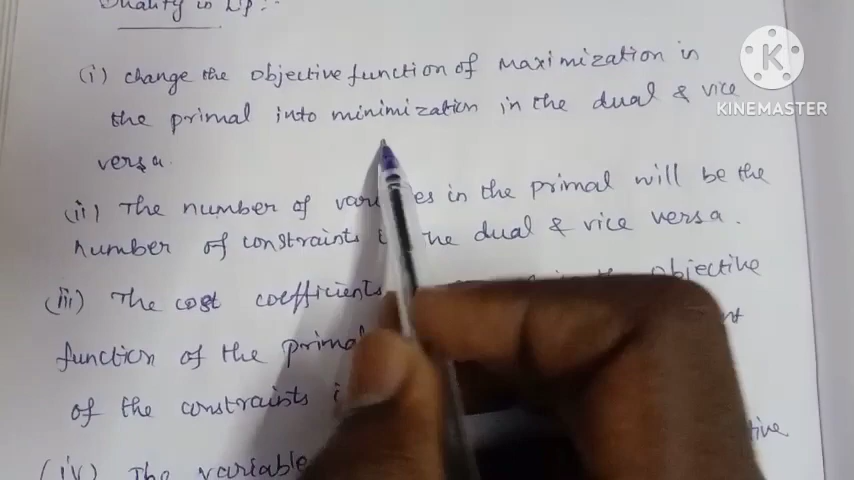 Duality in Lp:-
(i) change the objective function of maximization in
the primal into minimization in the dual & vice
versa.
(ii) The number of in the primal will be the
number of constraints the dual & vice versa.
(iii) The cost coefficients the objective
function of the primal
of the constraints
(iv) The variable
K
KINEMASTER